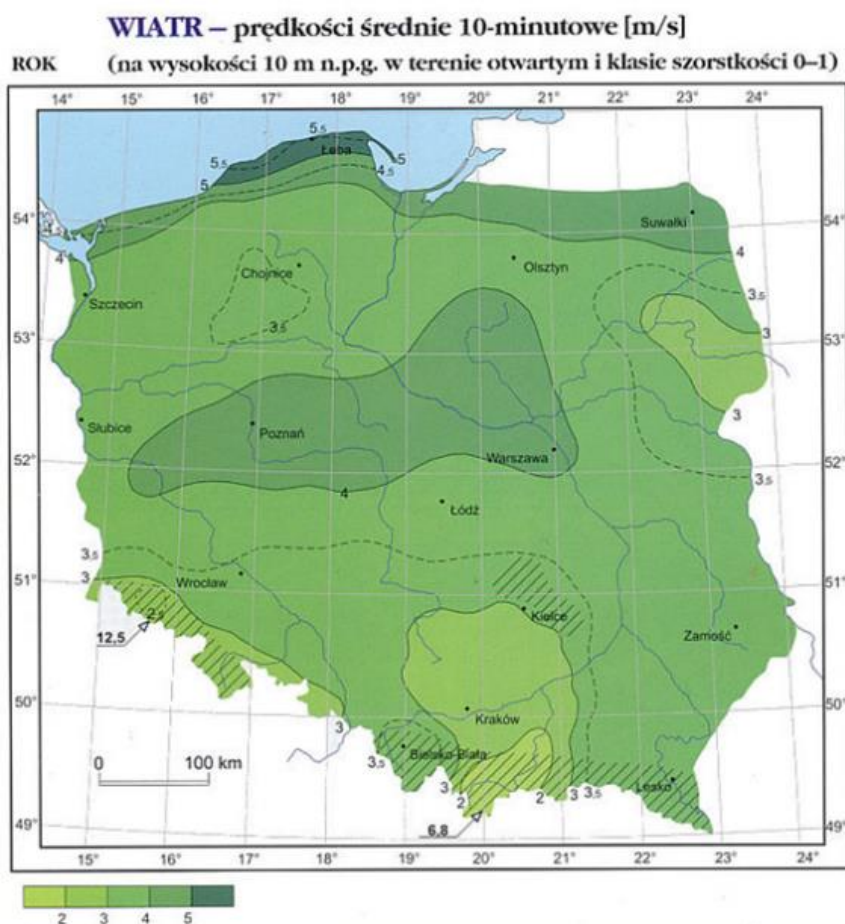 WIATR – prędkości średnie 10-minutowe [m/s]
ROK (na wysokości 10 m n.p.g. w terenie otwartym i klasie szorstkości 0–1)
14° 15° 16° 17° 18° 19° 20° 21° 22° 23° 24°
5,5
Łeba
5,5 5
5 4,5
54° 54°
Suwałki
4,5
4 4
Chojnice Olsztyn
Szczecin 3,5
3,5
53° 3 53°
3
Słubice Poznań
Warszawa
52° 52°
3,5
4
Łódź
3,5
51° 3 51°
Wrocław
2,5 Kielce
12,5 Zamość
50° 50°
3 Kraków
Bielsko-Biała
0 100 km 3,5 Lesko
3 2 2 3 3,5
6,8
49° 49°
15° 16° 17° 18° 19° 20° 21° 22° 23° 24°
2 3 4 5